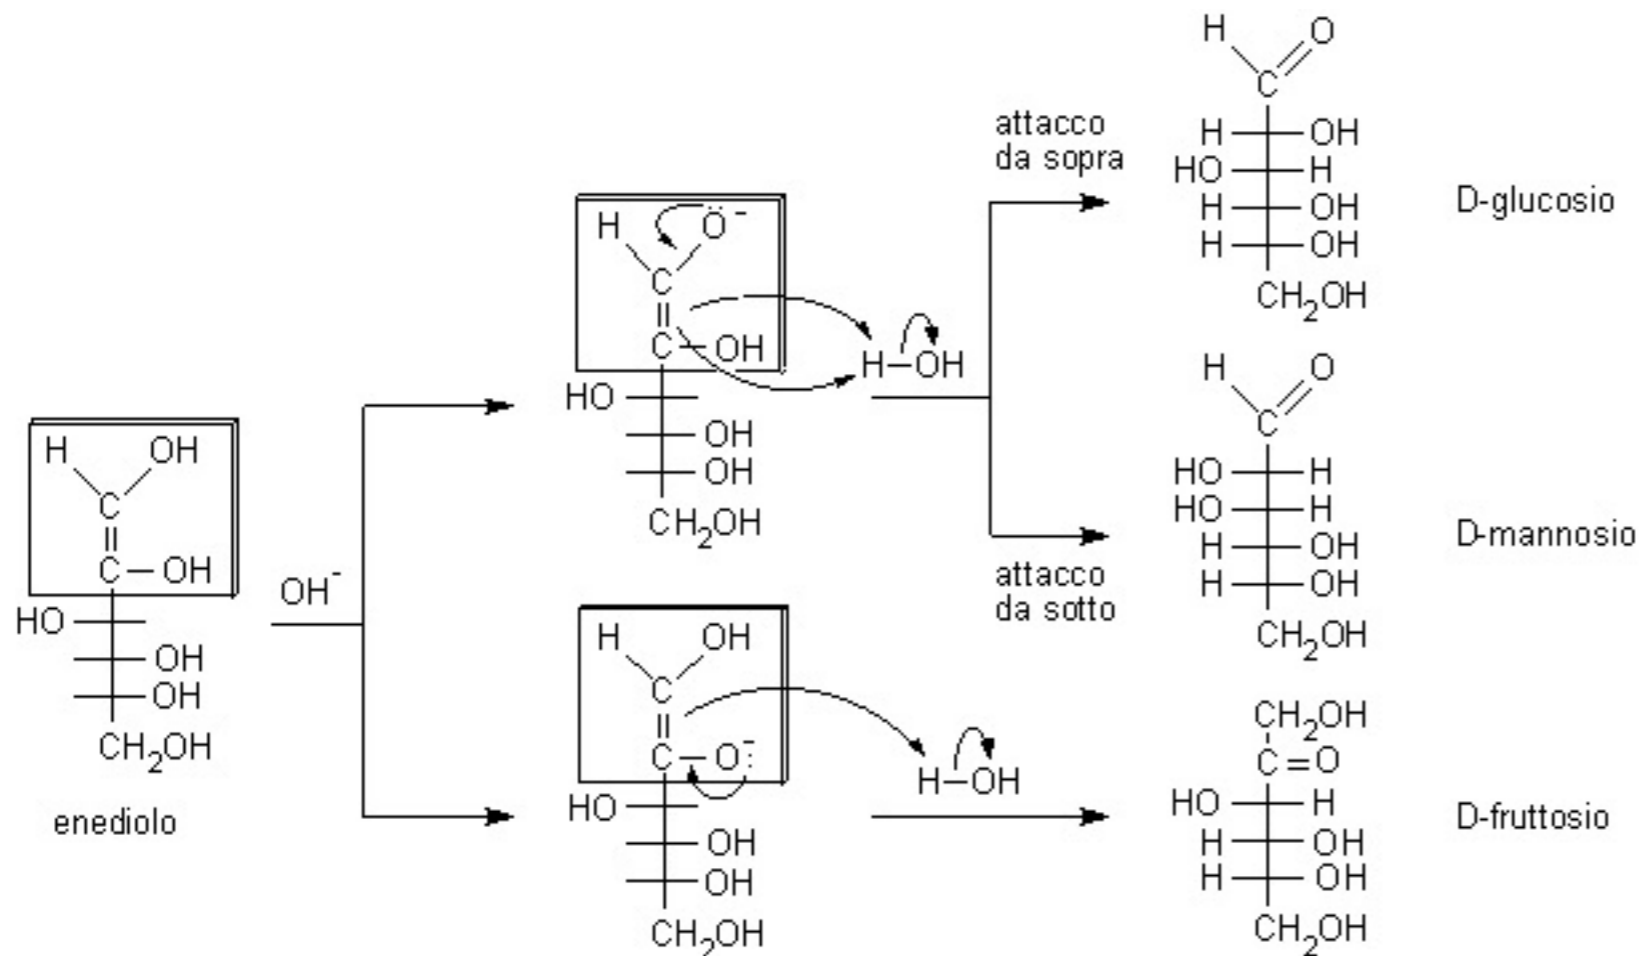 H OH
C
C OH
HO
OH
OH
CH2OH
enediolo
OH-
H Ö-
C
C OH
HO
OH
OH
CH2OH
H-OH
H OH
C
C O:-
HO
OH
OH
CH2OH
H-OH
attacco
da sopra
attacco
da sotto
H O
C
H OH
HO H
H OH
H OH
CH2OH
D-glucosio
H O
C
HO H
HO H
H OH
H OH
CH2OH
D-mannosio
CH2OH
C=O
HO H
H OH
H OH
CH2OH
D-fruttosio